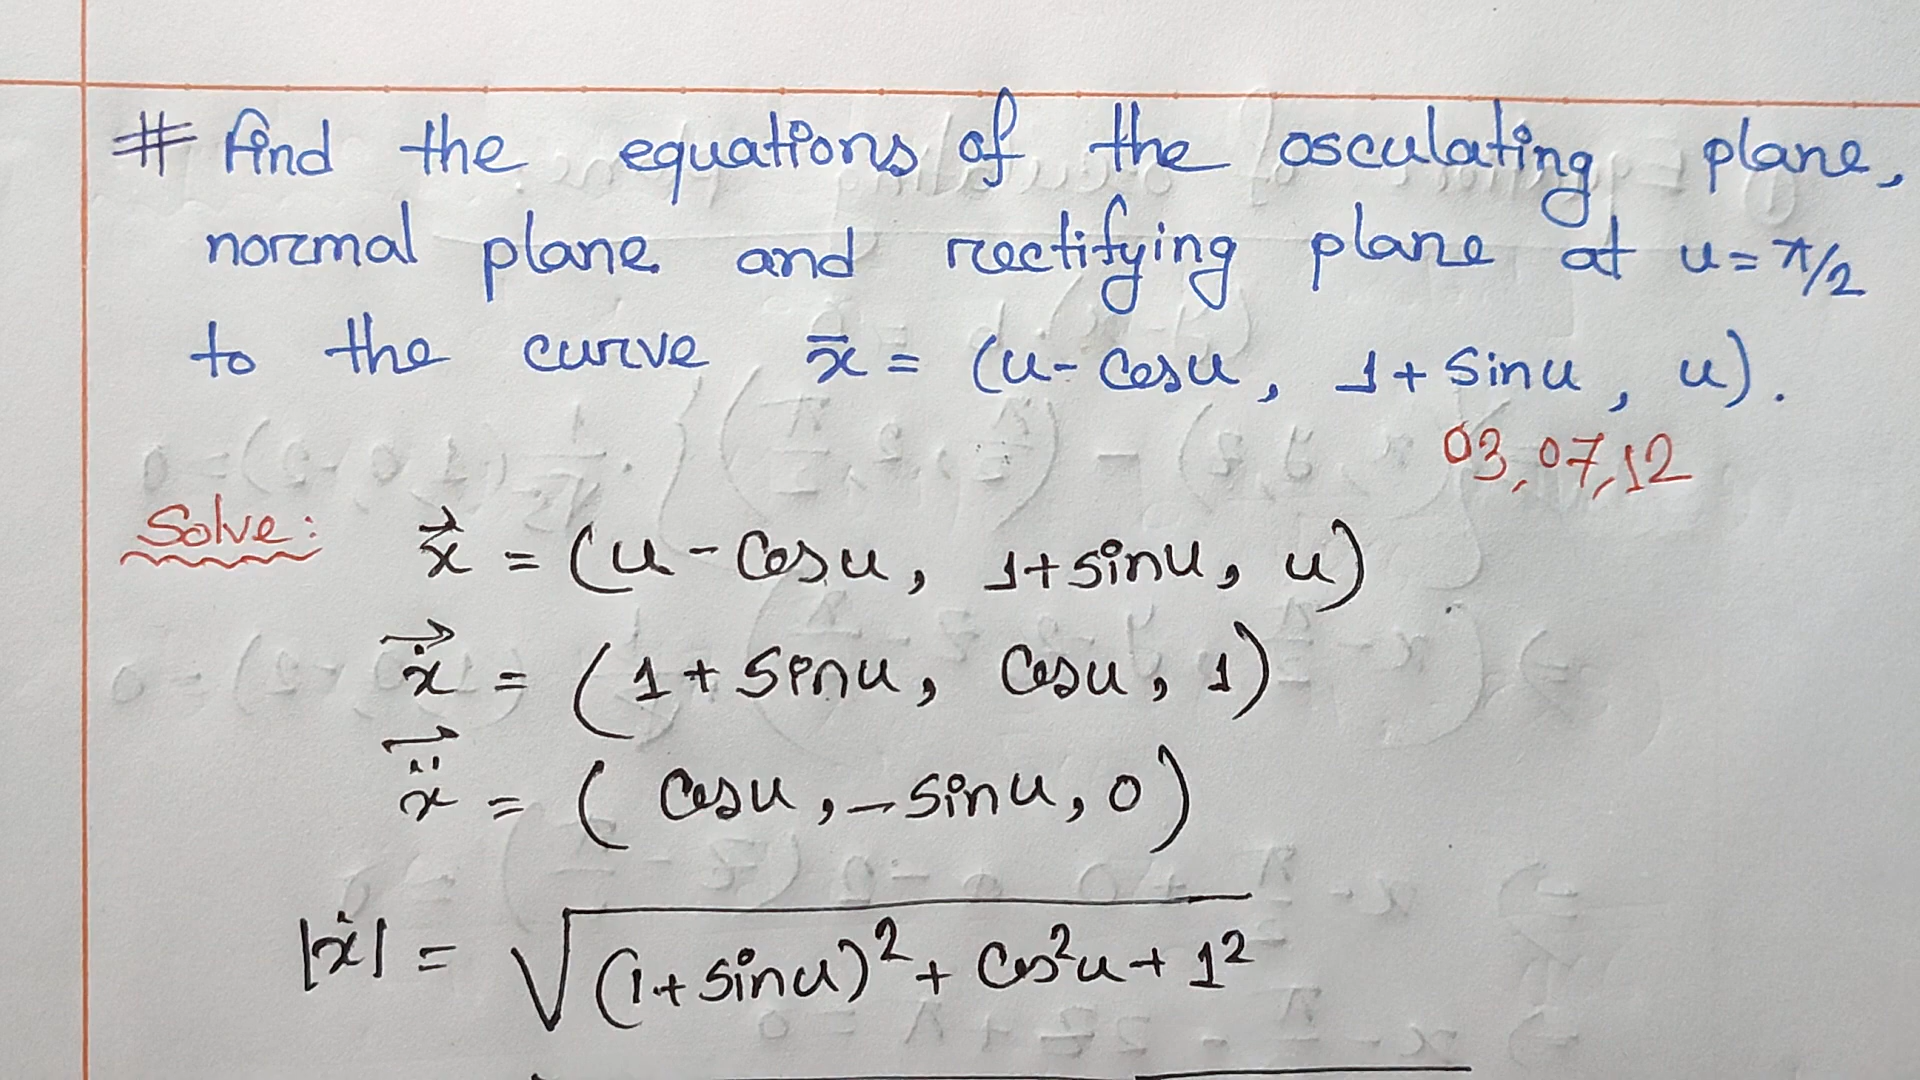 # find the equations of the osculating plane,
normal plane and rectifying plane at u = π/2
to the curve x̄ = (u - cosu, 1 + sinu, u).
03, 07, 12
Solve: x⃗ = (u - cosu, 1 + sinu, u)
ẋ⃗ = (1 + sinu, cosu, 1)
ẍ⃗ = (cosu, -sinu, 0)
|ẋ| = √((1 + sinu)² + cos²u + 1²)